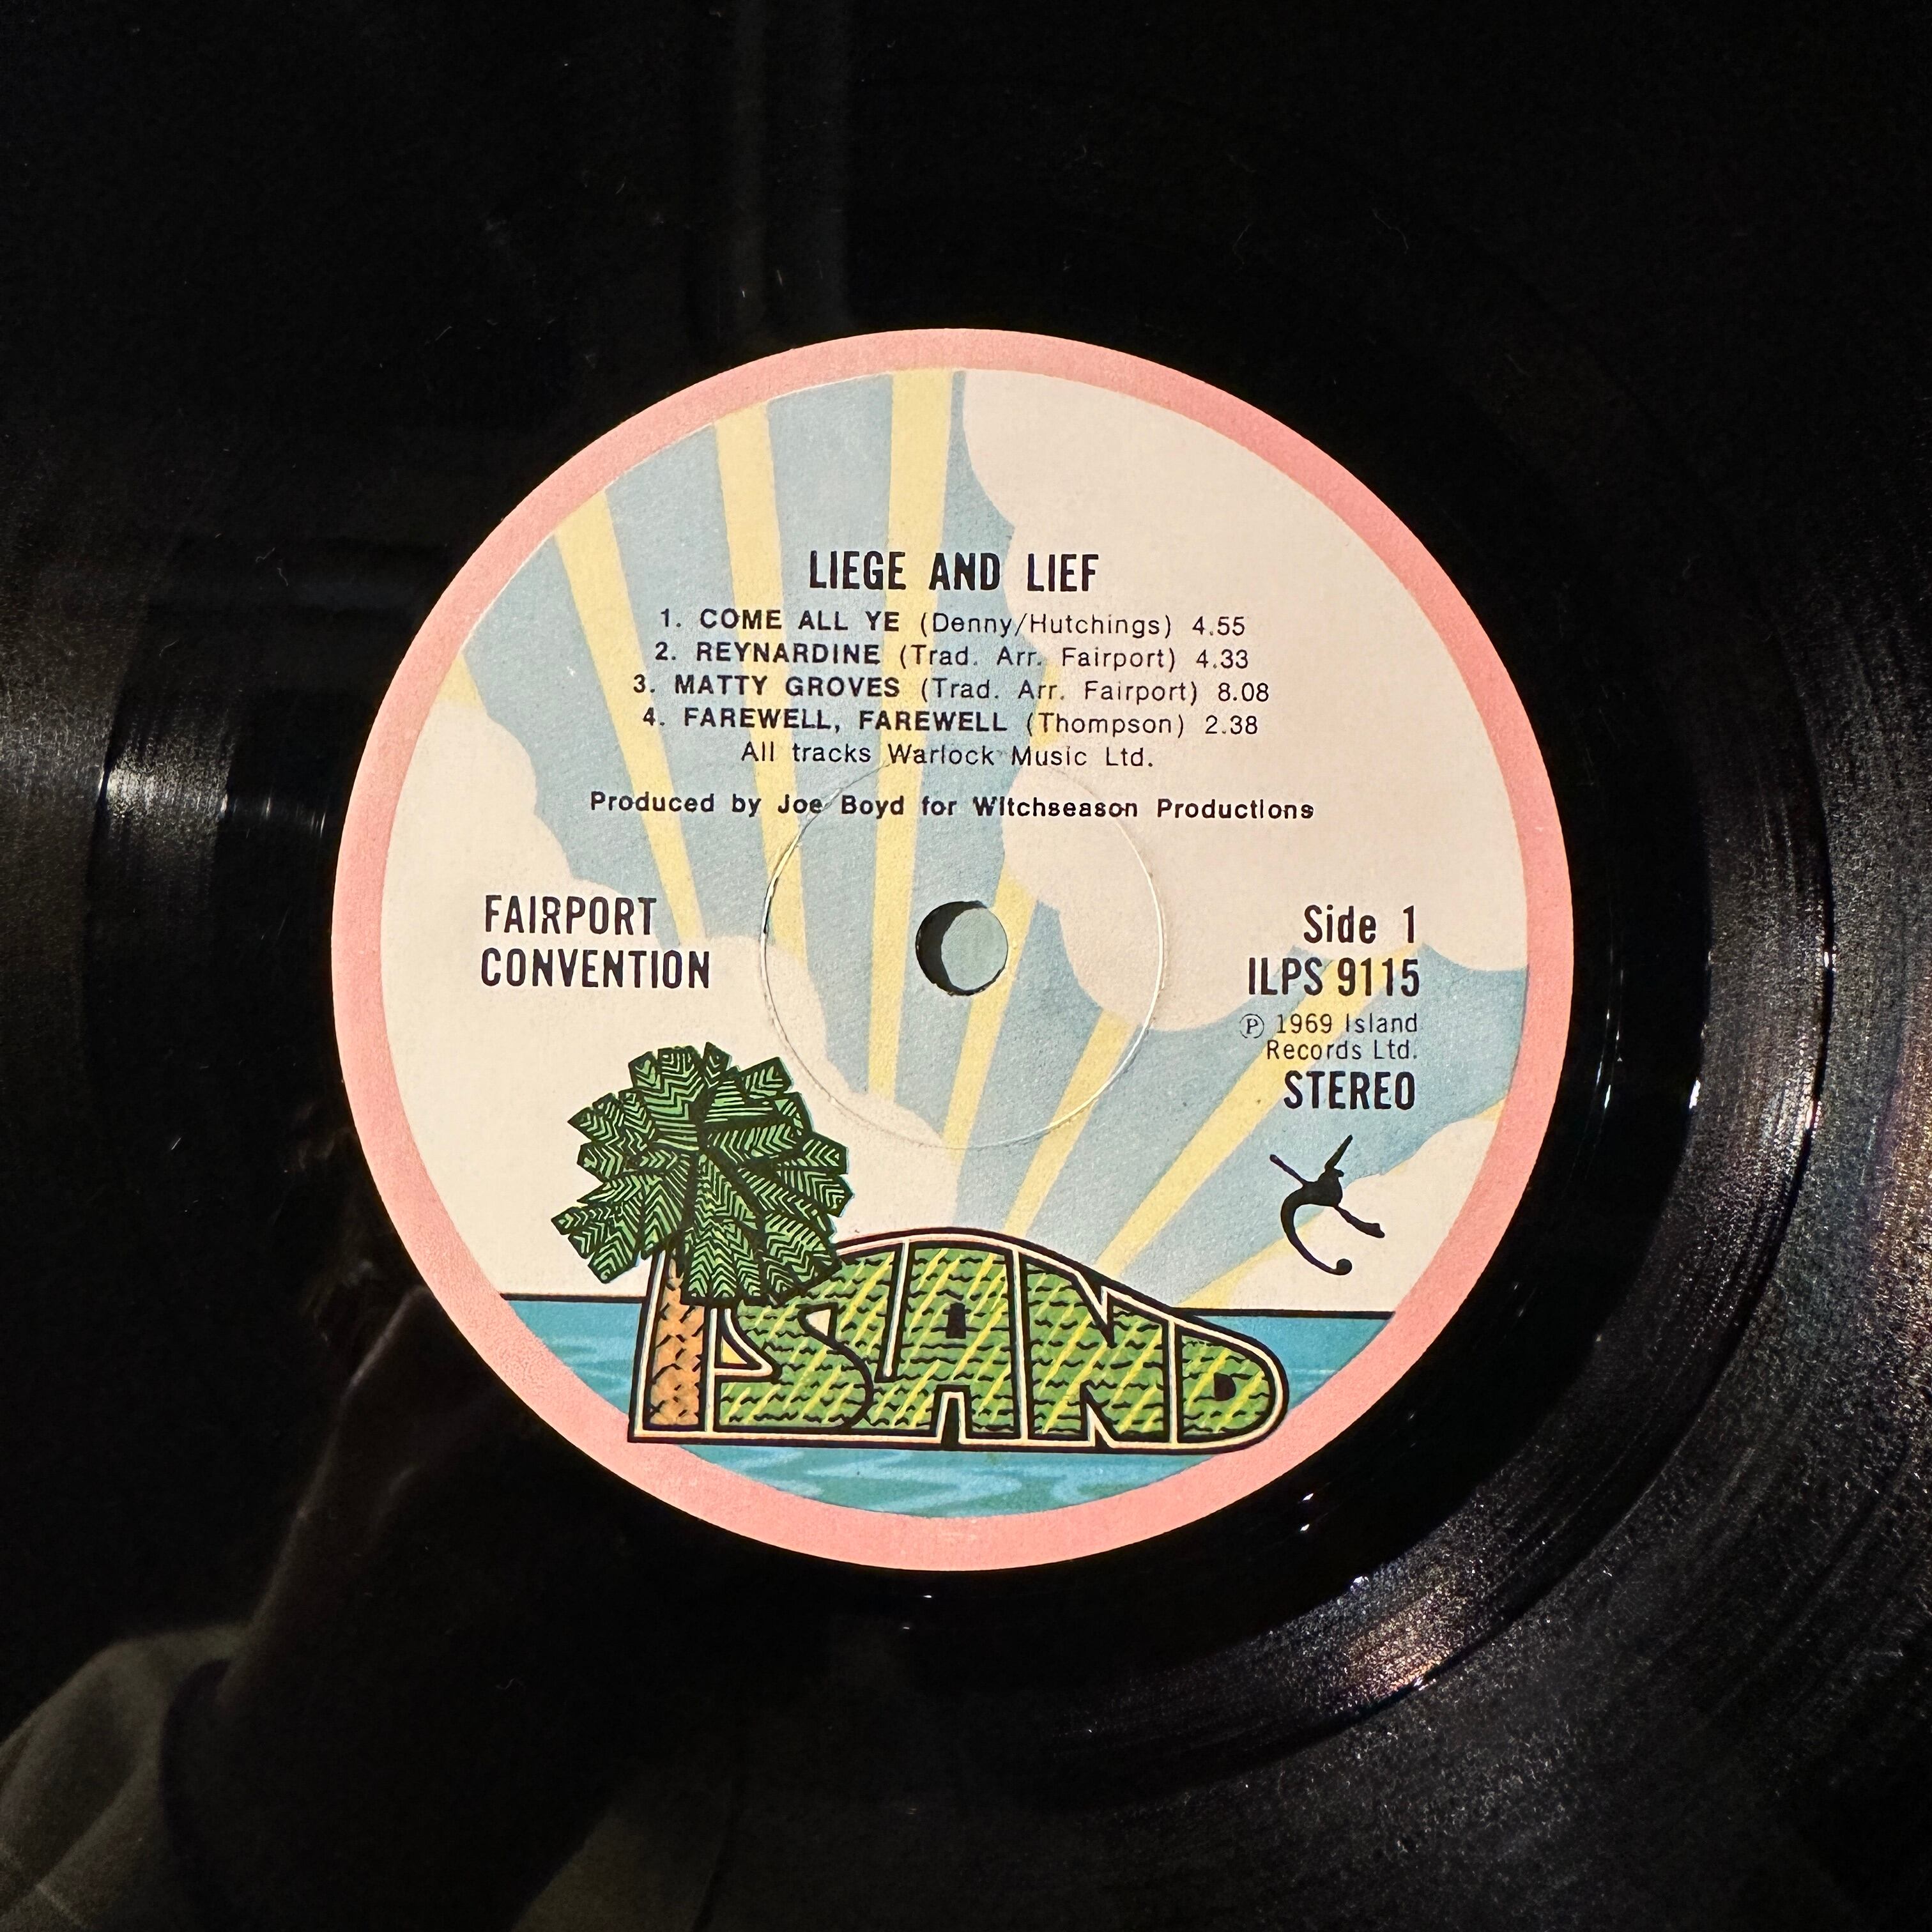 LIEGE AND LIEF
1. COME ALL YE (Denny/Hutchings) 4.55
2. REYNARDINE (Trad. Arr. Fairport) 4.33
3. MATTY GROVES (Trad. Arr. Fairport) 8.08
4. FAREWELL, FAREWELL (Thompson) 2.38
All tracks Warlock Music Ltd.
Produced by Joe Boyd for Witchseason Productions
FAIRPORT
CONVENTION
Side 1
ILPS 9115
℗ 1969 Island
Records Ltd.
STEREO
ISLAND